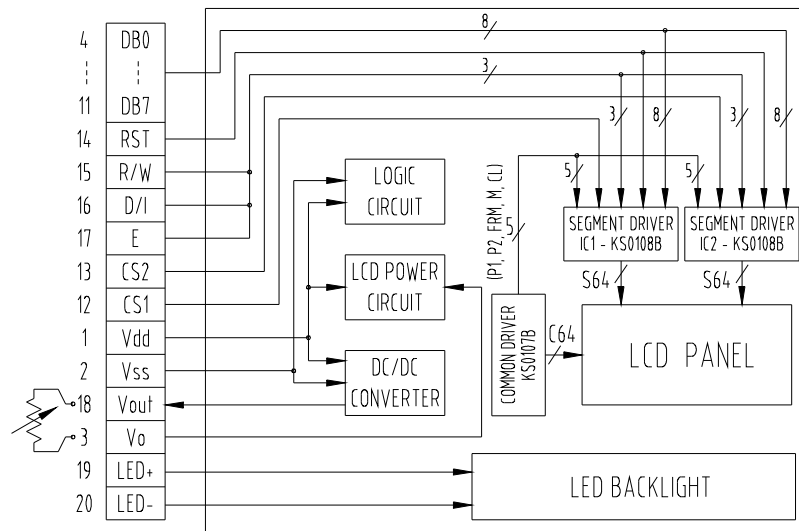 4 DB0
11 DB7
14 RST
15 R/W
16 D/I
17 E
13 CS2
12 CS1
1 Vdd
2 Vss
18 Vout
3 Vo
19 LED+
20 LED-
8
3
3
8
3
8
5
5
5
(P1, P2, FRM, M, CL)
LOGIC
CIRCUIT
LCD POWER
CIRCUIT
DC/DC
CONVERTER
SEGMENT DRIVER
IC1 - KS0108B
SEGMENT DRIVER
IC2 - KS0108B
S64
S64
COMMON DRIVER
KS0107B
C64
LCD PANEL
LED BACKLIGHT